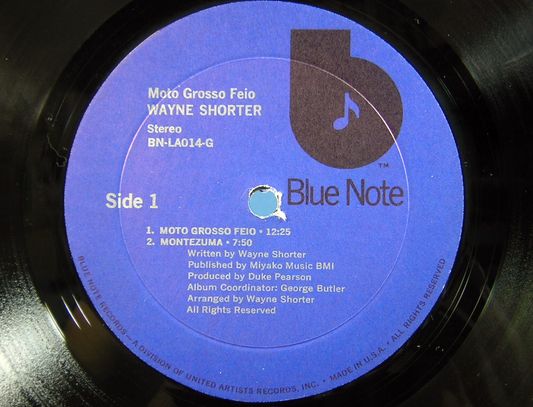 Moto Grosso Feio
WAYNE SHORTER
Stereo
BN-LA014-G
TM
Side 1
Blue Note
1. MOTO GROSSO FEIO • 12:25
2. MONTEZUMA • 7:50
Written by Wayne Shorter
Published by Miyako Music BMI
Produced by Duke Pearson
Album Coordinator: George Butler
Arranged by Wayne Shorter
All Rights Reserved
BLUE NOTE RECORDS—A DIVISION OF UNITED ARTISTS RECORDS, INC. • MADE IN U.S.A. • ALL RIGHTS RESERVED